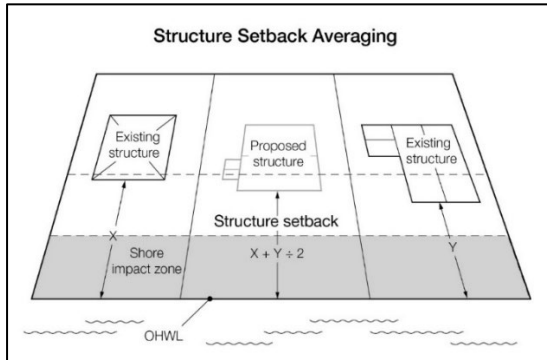 Structure Setback Averaging
Existing
structure
Proposed
structure
Existing
structure
Structure setback
X
Shore
impact zone
X + Y ÷ 2
Y
OHWL